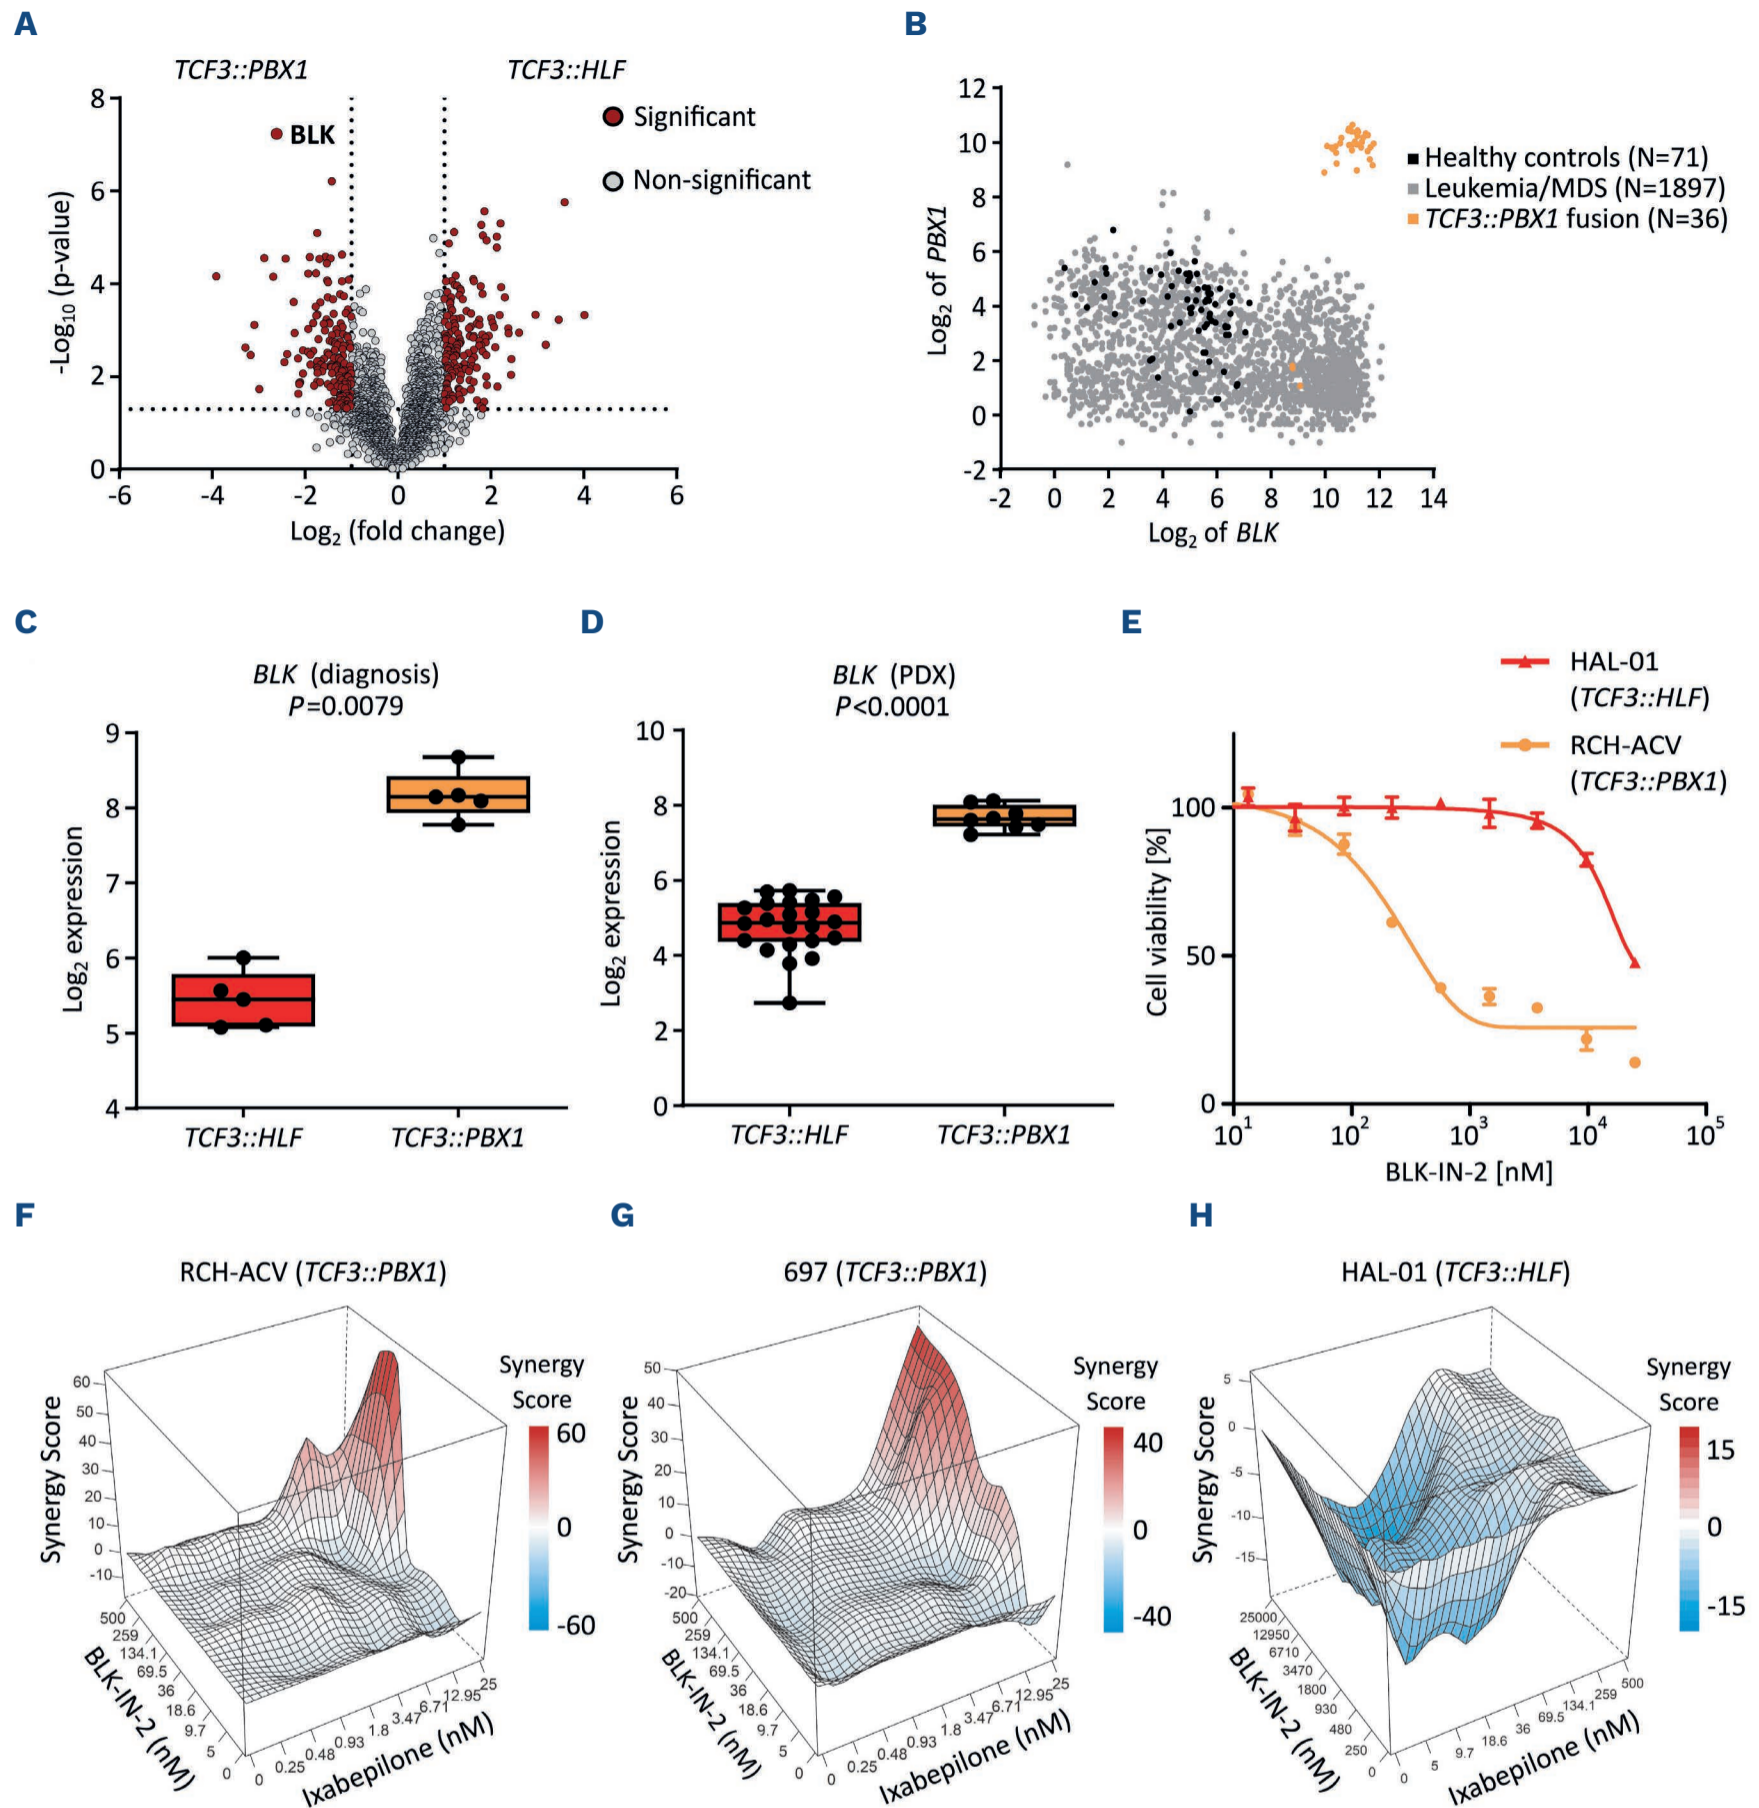 A
TCF3::PBX1
TCF3::HLF
BLK
Significant
Non-significant
-Log10 (p-value)
8
6
4
2
0
-6
-4
-2
0
2
4
6
Log2 (fold change)
B
Log2 of PBX1
12
10
8
6
4
2
0
-2
-2
0
2
4
6
8
10
12
14
Log2 of BLK
Healthy controls (N=71)
Leukemia/MDS (N=1897)
TCF3::PBX1 fusion (N=36)
C
BLK (diagnosis)
P=0.0079
Log2 expression
9
8
7
6
5
4
TCF3::HLF
TCF3::PBX1
D
BLK (PDX)
P<0.0001
Log2 expression
10
8
6
4
2
0
TCF3::HLF
TCF3::PBX1
E
HAL-01
(TCF3::HLF)
RCH-ACV
(TCF3::PBX1)
Cell viability [%]
100
50
0
10^1
10^2
10^3
10^4
10^5
BLK-IN-2 [nM]
F
RCH-ACV (TCF3::PBX1)
Synergy Score
60
50
40
30
20
10
0
-10
500
259
134.1
69.5
36
18.6
9.7
5
0
BLK-IN-2 (nM)
0
0.25
0.48
0.93
1.8
3.47
6.71
12.95
25
Ixabepilone (nM)
Synergy
Score
60
0
-60
G
697 (TCF3::PBX1)
Synergy Score
50
40
30
20
10
0
-10
-20
500
259
134.1
69.5
36
18.6
9.7
5
0
BLK-IN-2 (nM)
0
0.25
0.48
0.93
1.8
3.47
6.71
12.95
25
Ixabepilone (nM)
Synergy
Score
40
0
-40
H
HAL-01 (TCF3::HLF)
Synergy Score
5
0
-5
-10
-15
25000
12950
6710
3470
1800
930
480
250
0
BLK-IN-2 (nM)
0
5
9.7
18.6
36
69.5
134.1
259
500
Ixabepilone (nM)
Synergy
Score
15
0
-15